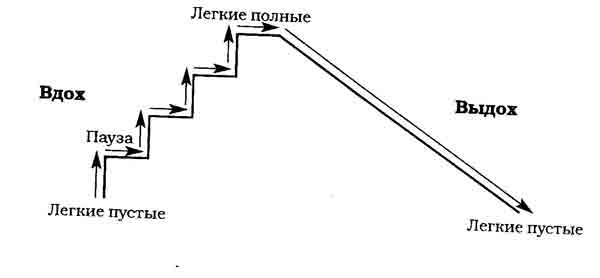 Легкие полные
Вдох
Выдох
Пауза
Легкие пустые
Легкие пустые